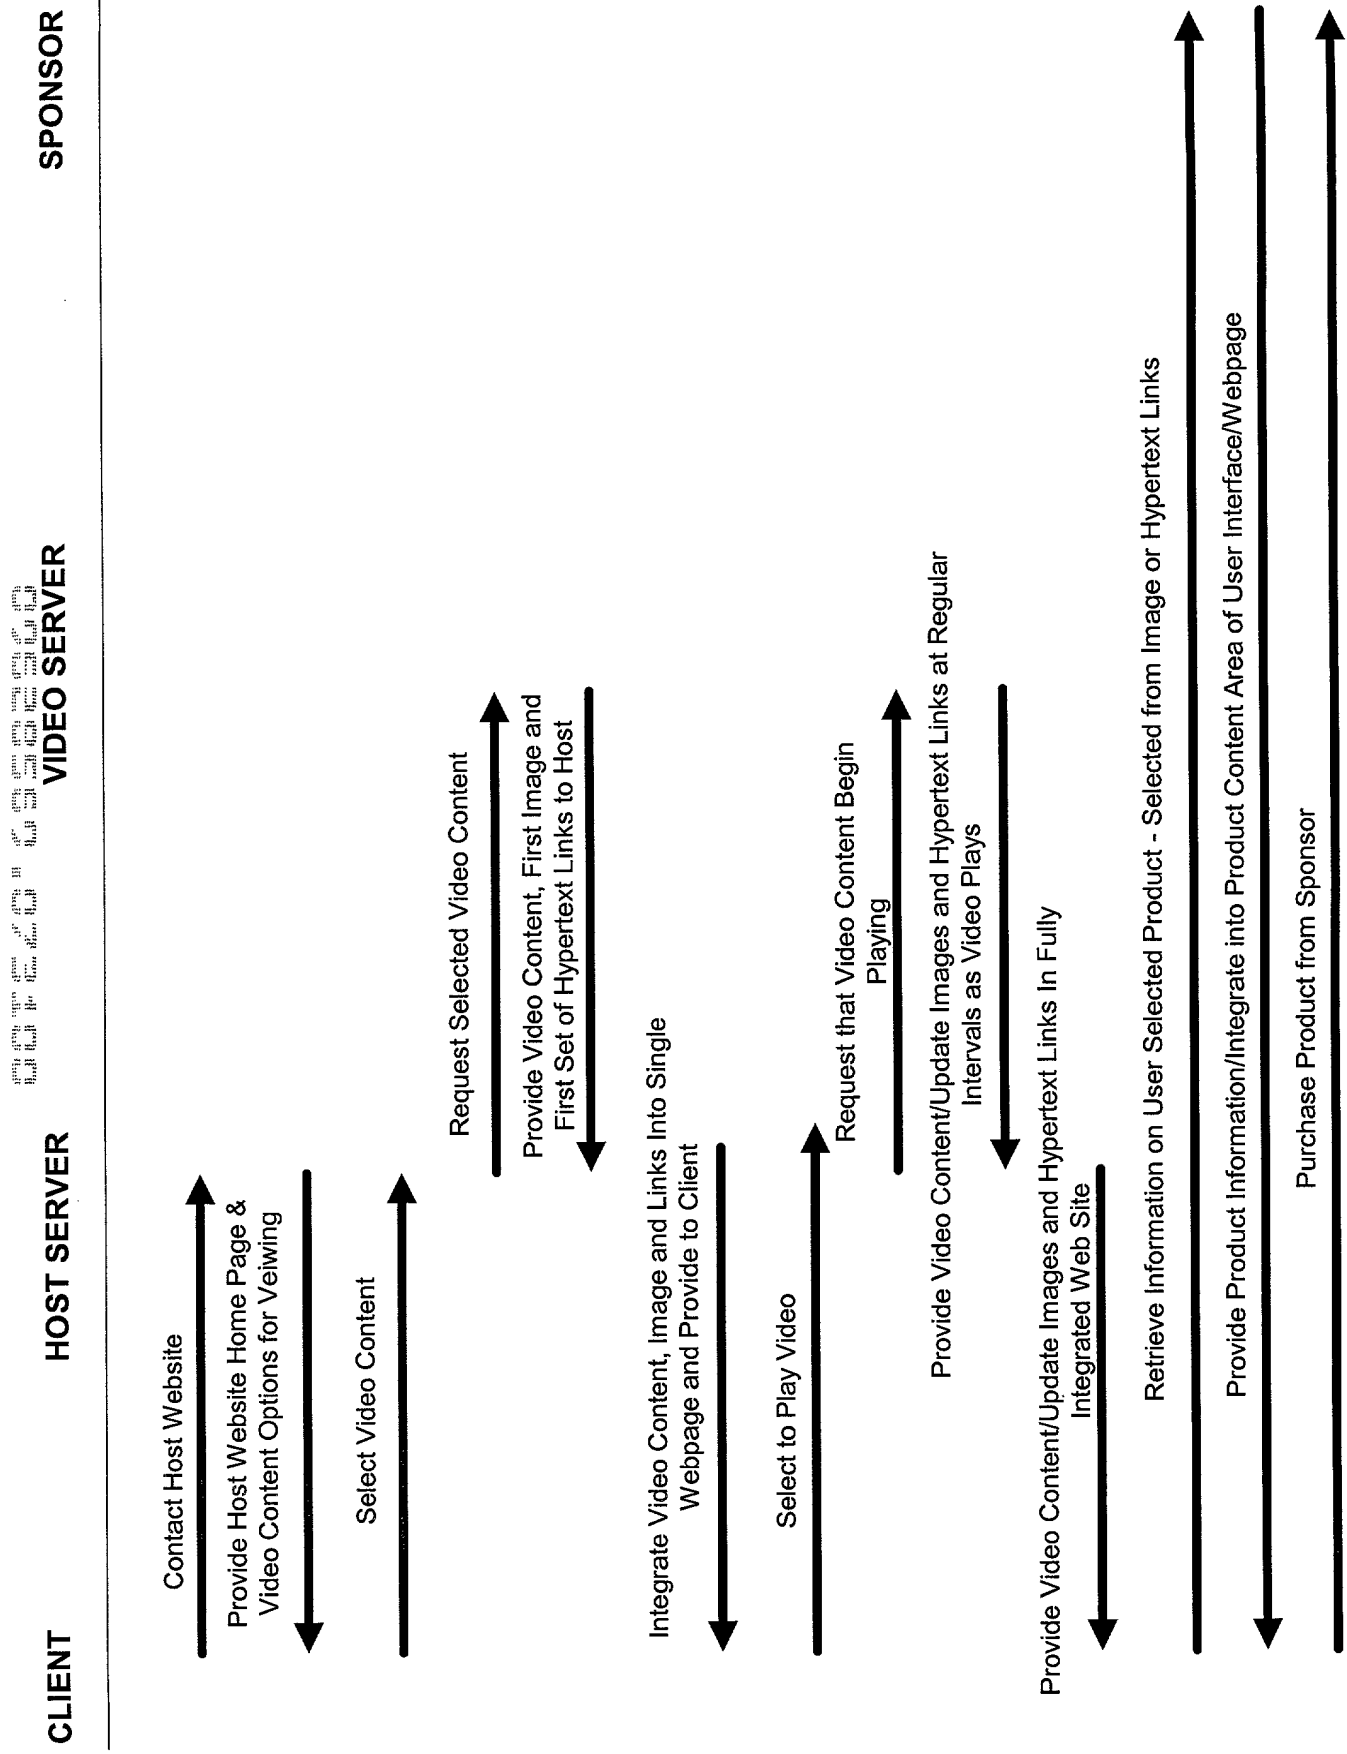 CLIENT
HOST SERVER
VIDEO SERVER
SPONSOR
Contact Host Website
Provide Host Website Home Page &
Video Content Options for Veiwing
Select Video Content
Request Selected Video Content
Provide Video Content, First Image and
First Set of Hypertext Links to Host
Integrate Video Content, Image and Links Into Single
Webpage and Provide to Client
Select to Play Video
Request that Video Content Begin
Playing
Provide Video Content/Update Images and Hypertext Links at Regular
Intervals as Video Plays
Provide Video Content/Update Images and Hypertext Links In Fully
Integrated Web Site
Retrieve Information on User Selected Product - Selected from Image or Hypertext Links
Provide Product Information/Integrate into Product Content Area of User Interface/Webpage
Purchase Product from Sponsor